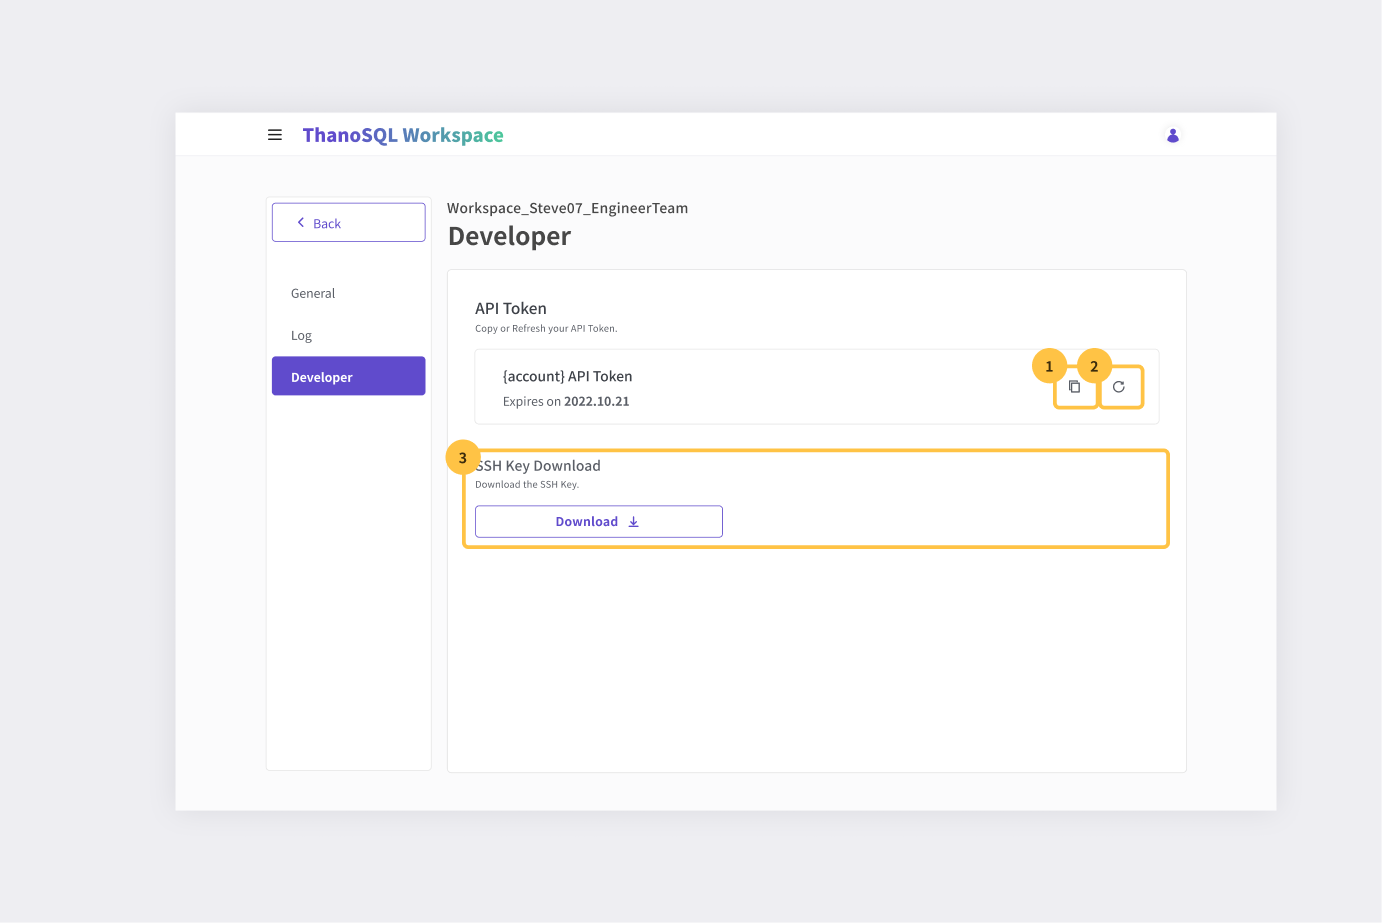 ThanoSQL Workspace
Back
General
Log
Developer
Workspace_Steve07_EngineerTeam
Developer
API Token
Copy or Refresh your API Token.
{account} API Token
Expires on 2022.10.21
1
2
3
SSH Key Download
Download the SSH Key.
Download